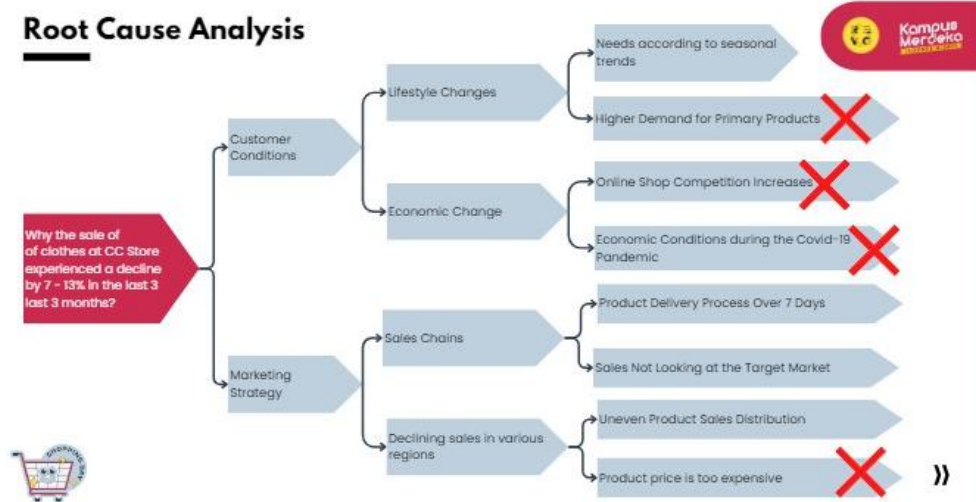 Root Cause Analysis
Kampus
Merdeka
Needs according to seasonal
trends
Lifestyle Changes
Higher Demand for Primary Products
Customer
Conditions
Online Shop Competition Increases
Economic Change
Economic Conditions during the Covid-19
Pandemic
Why the sale of
of clothes at CC Store
experienced a decline
by 7 - 13% in the last 3
last 3 months?
Product Delivery Process Over 7 Days
Sales Chains
Sales Not Looking at the Target Market
Marketing
Strategy
Uneven Product Sales Distribution
Declining sales in various
regions
Product price is too expensive
SHOPPING DAY